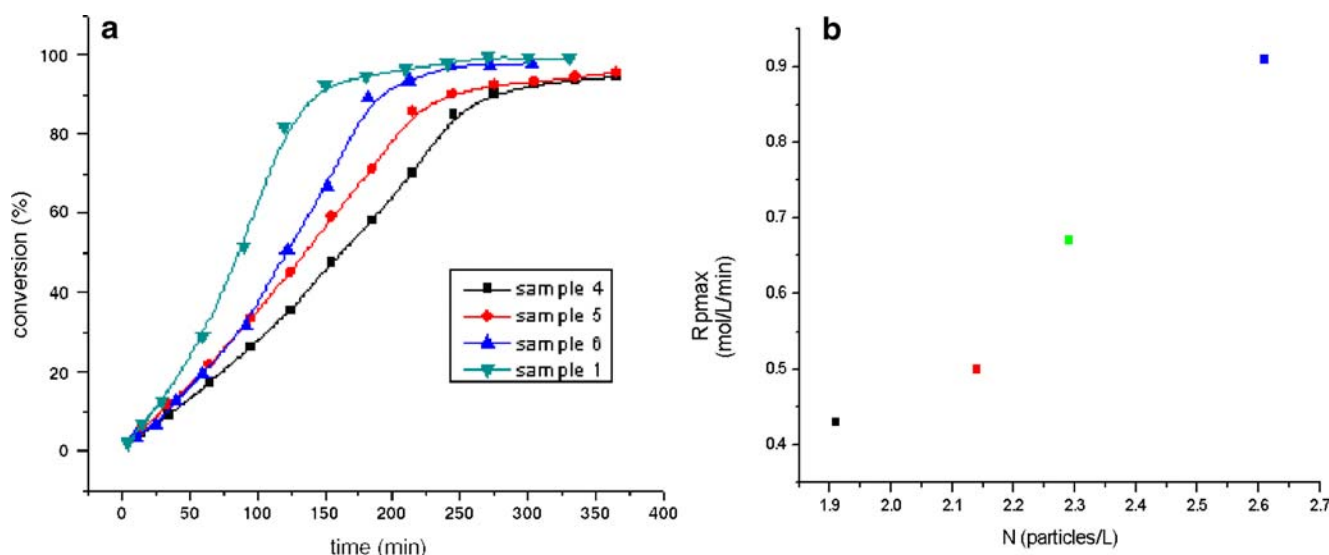 a
100
80
60
40
20
0
conversion (%)
0 50 100 150 200 250 300 350 400
time (min)
sample 4
sample 5
sample 6
sample 1
b
0.9
0.8
0.7
0.6
0.5
0.4
Rpmax
(mol/L/min)
1.9 2.0 2.1 2.2 2.3 2.4 2.5 2.6 2.7
N (particles/L)